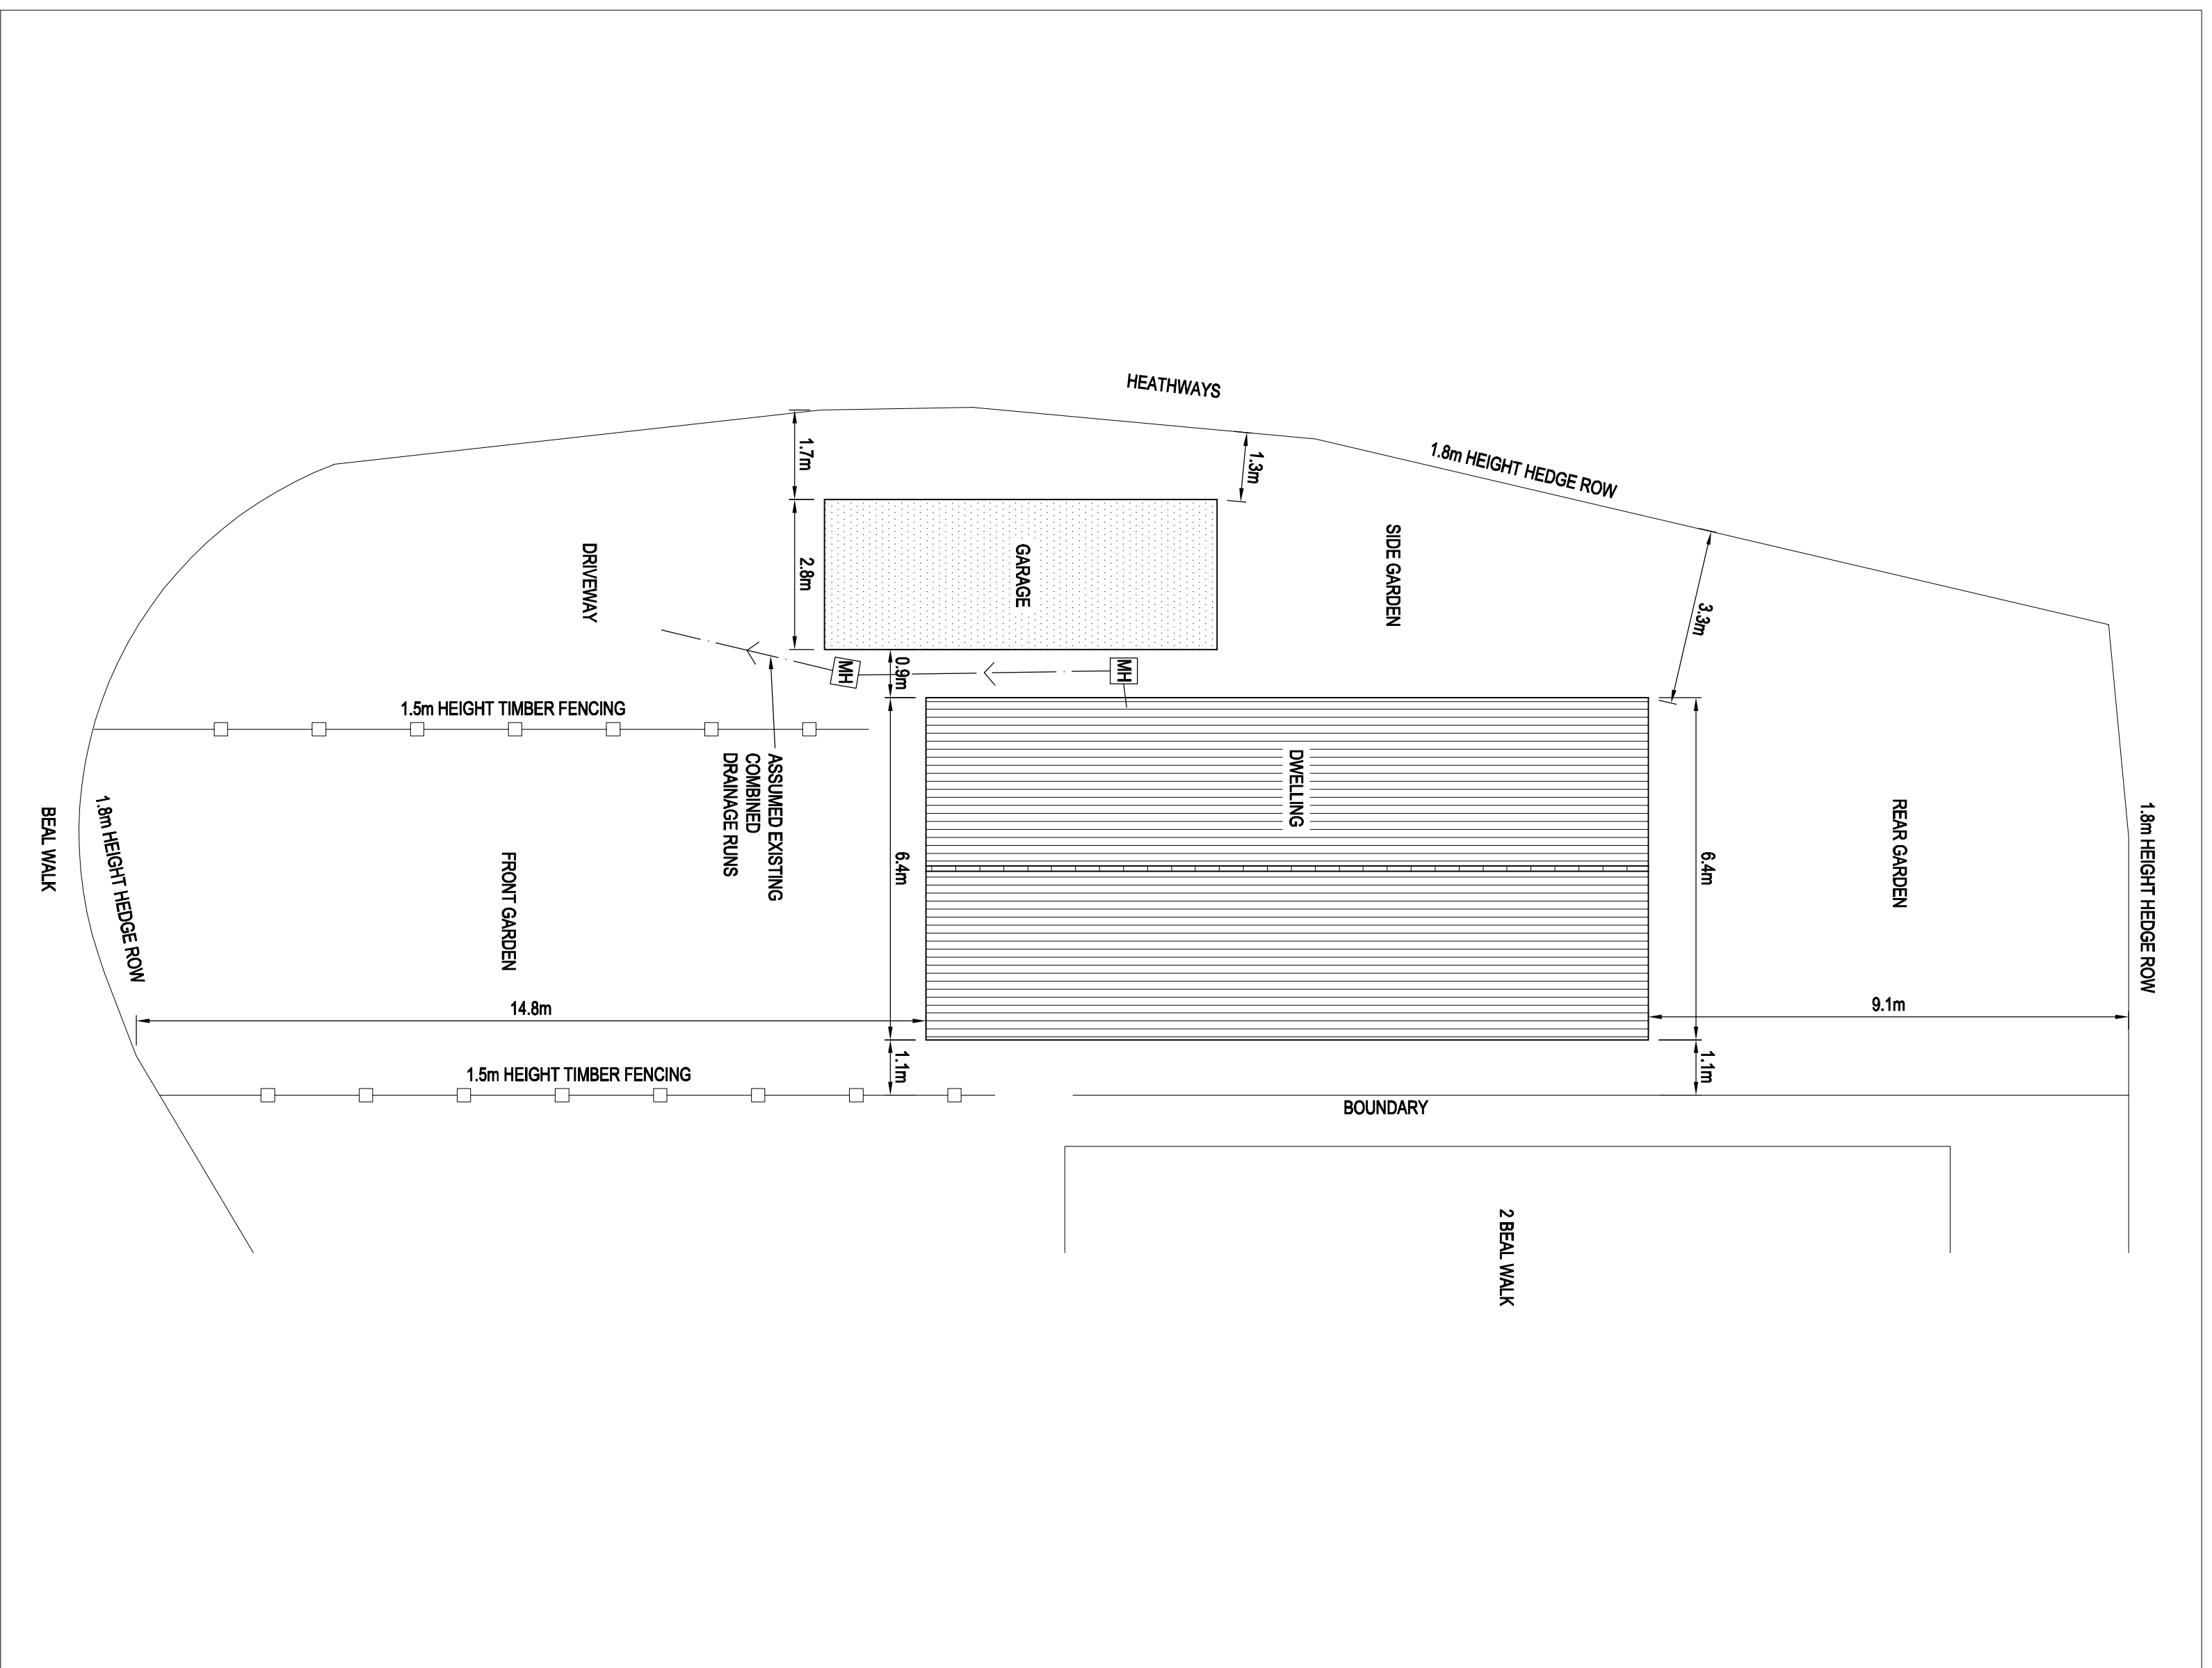 HEATHWAYS
1.8m HEIGHT HEDGE ROW
1.7m
1.3m
SIDE GARDEN
DRIVEWAY
2.8m
GARAGE
3.3m
MH
0.9m
MH
1.5m HEIGHT TIMBER FENCING
ASSUMED EXISTING
COMBINED
DRAINAGE RUNS
DWELLING
BEAL WALK
1.8m HEIGHT HEDGE ROW
FRONT GARDEN
6.4m
6.4m
REAR GARDEN
1.8m HEIGHT HEDGE ROW
14.8m
9.1m
1.5m HEIGHT TIMBER FENCING
1.1m
1.1m
BOUNDARY
2 BEAL WALK